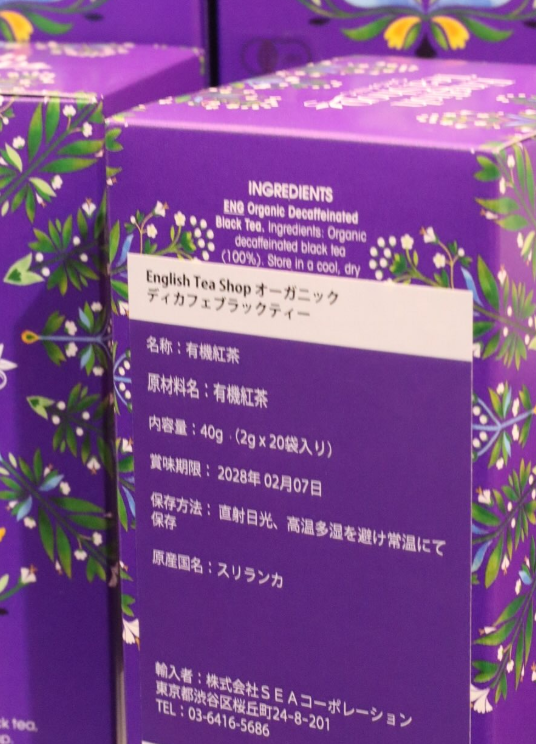 INGREDIENTS
ENG Organic Decaffeinated
Black Tea. Ingredients: Organic
decaffeinated black tea
(100%). Store in a cool, dry
English Tea Shop オーガニック
ディカフェブラックティー
名称：有機紅茶
原材料名：有機紅茶
内容量：40g（2g x 20袋入り）
賞味期限：2028年 02月07日
保存方法：直射日光、高温多湿を避け常温にて
保存
原産国名：スリランカ
輸入者：株式会社ＳＥＡコーポレーション
東京都渋谷区桜丘町24-8-201
TEL：03-6416-5686